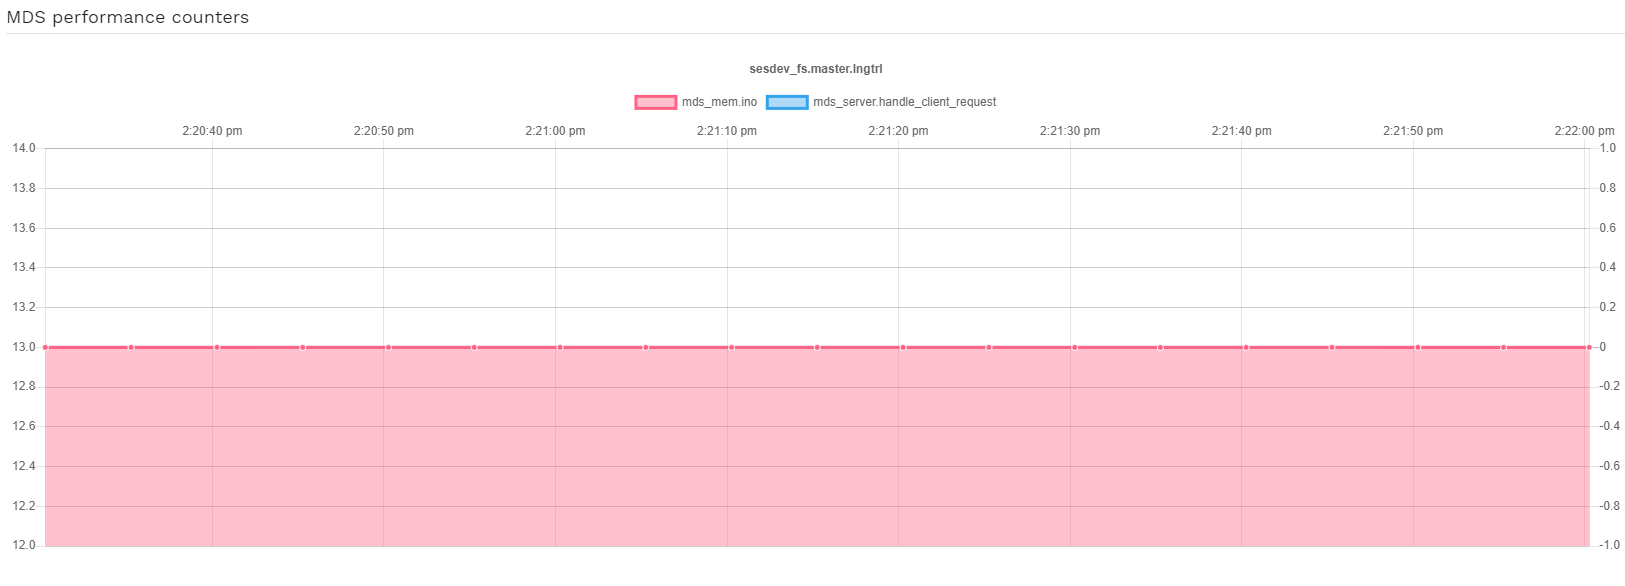 MDS performance counters
sesdev_fs.master.lngtrl
mds_mem.ino mds_server.handle_client_request
2:20:40 pm 2:20:50 pm 2:21:00 pm 2:21:10 pm 2:21:20 pm 2:21:30 pm 2:21:40 pm 2:21:50 pm 2:22:00 pm
14.0 1.0
13.8 0.8
13.6 0.6
13.4 0.4
13.2 0.2
13.0 0
12.8 -0.2
12.6 -0.4
12.4 -0.6
12.2 -0.8
12.0 -1.0